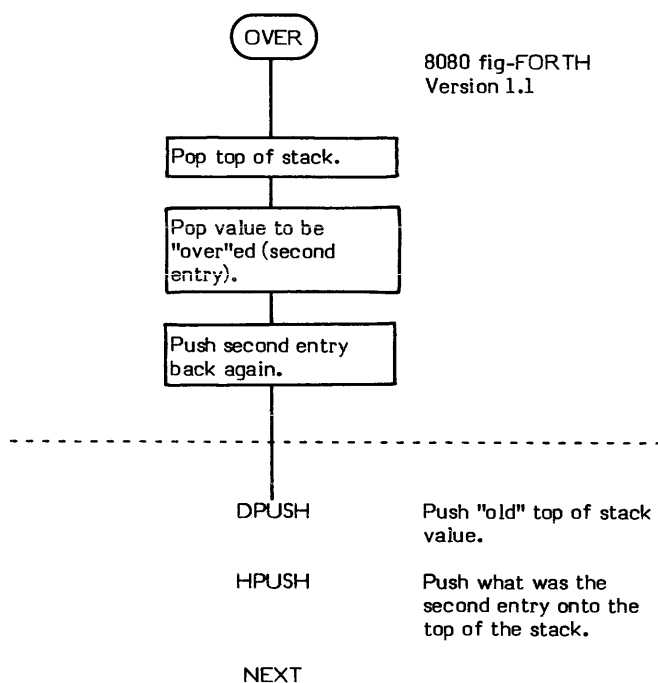 OVER
8080 fig-FORTH
Version 1.1
Pop top of stack.
Pop value to be
"over"ed (second
entry).
Push second entry
back again.
DPUSH
Push "old" top of stack
value.
HPUSH
Push what was the
second entry onto the
top of the stack.
NEXT